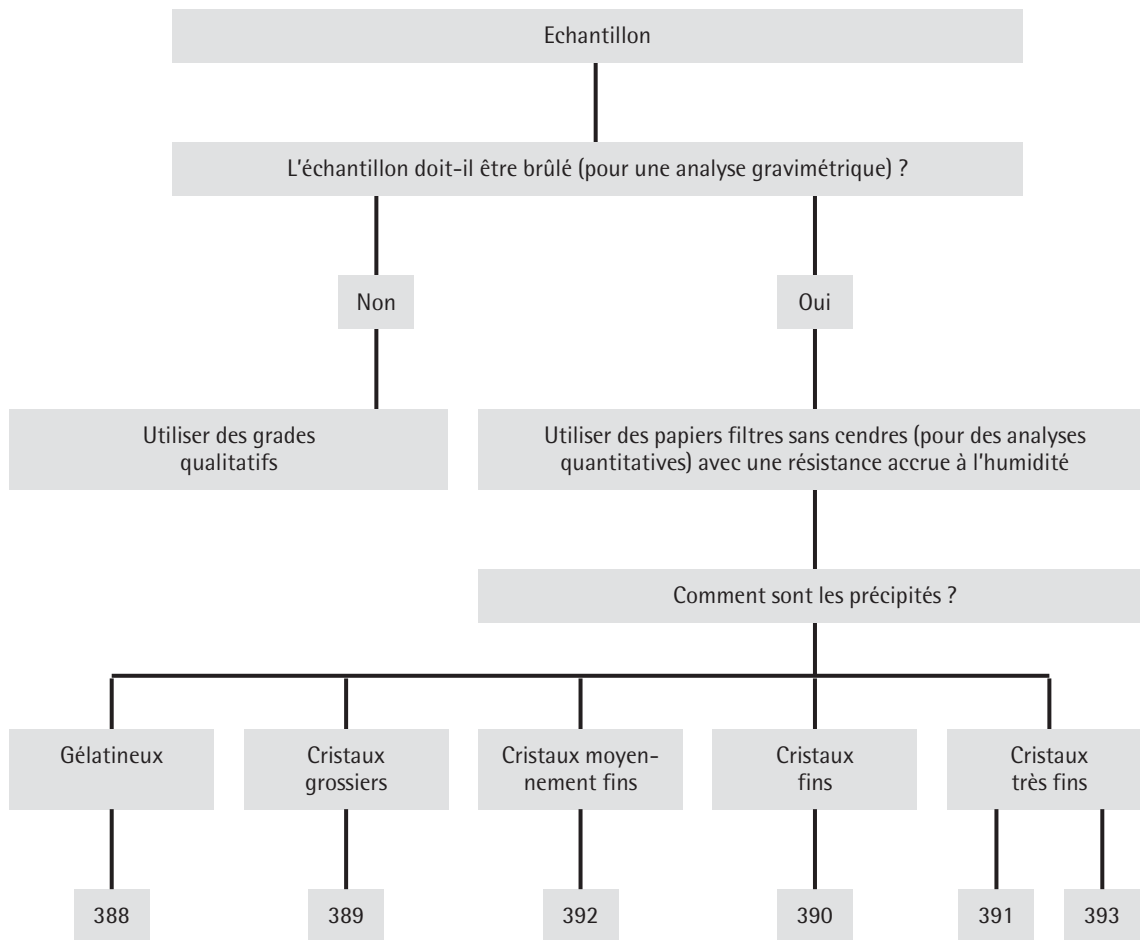 Echantillon
L'échantillon doit-il être brûlé (pour une analyse gravimétrique) ?
Non
Oui
Utiliser des grades
qualitatifs
Utiliser des papiers filtres sans cendres (pour des analyses
quantitatives) avec une résistance accrue à l'humidité
Comment sont les précipités ?
Gélatineux
Cristaux
grossiers
Cristaux moyen-
nement fins
Cristaux
fins
Cristaux
très fins
388
389
392
390
391
393